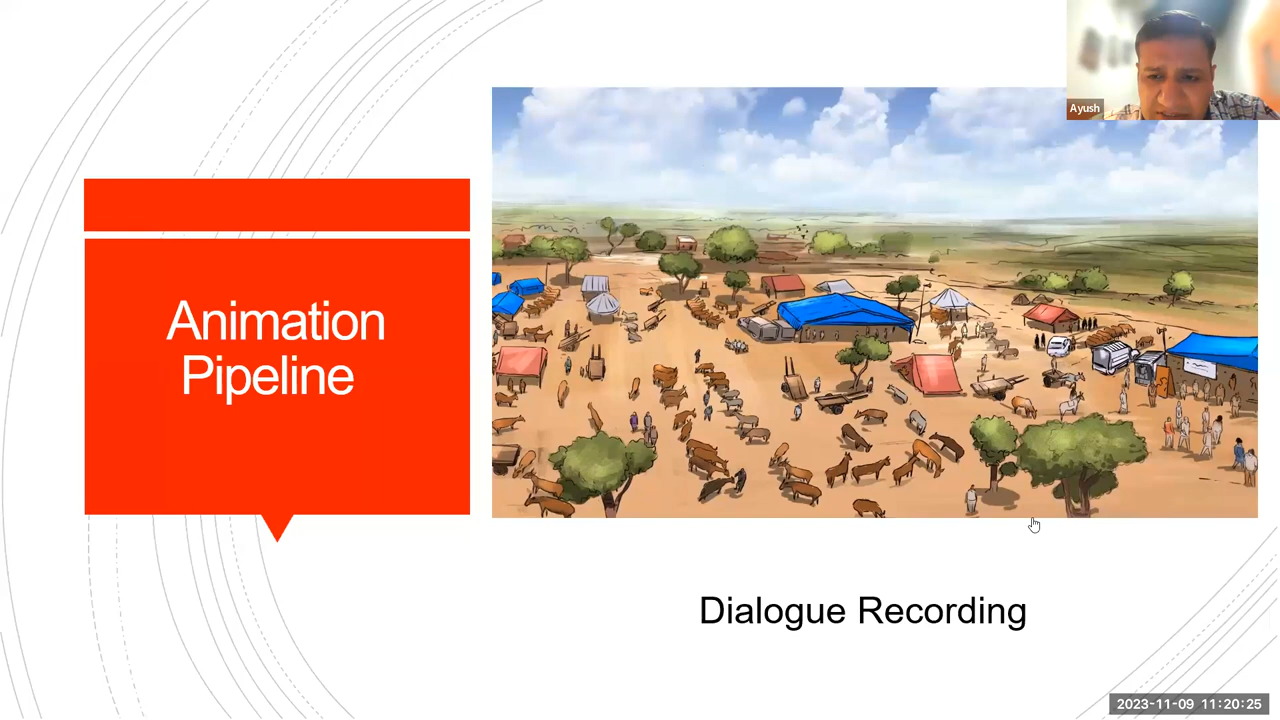 Ayush
Animation
Pipeline
Dialogue Recording
2023-11-09 11:20:25